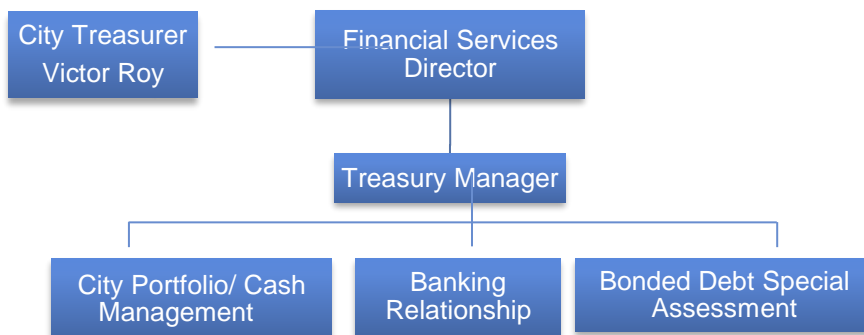 City Treasurer
Victor Roy
Financial Services
Director
Treasury Manager
City Portfolio/ Cash
Management
Banking
Relationship
Bonded Debt Special
Assessment